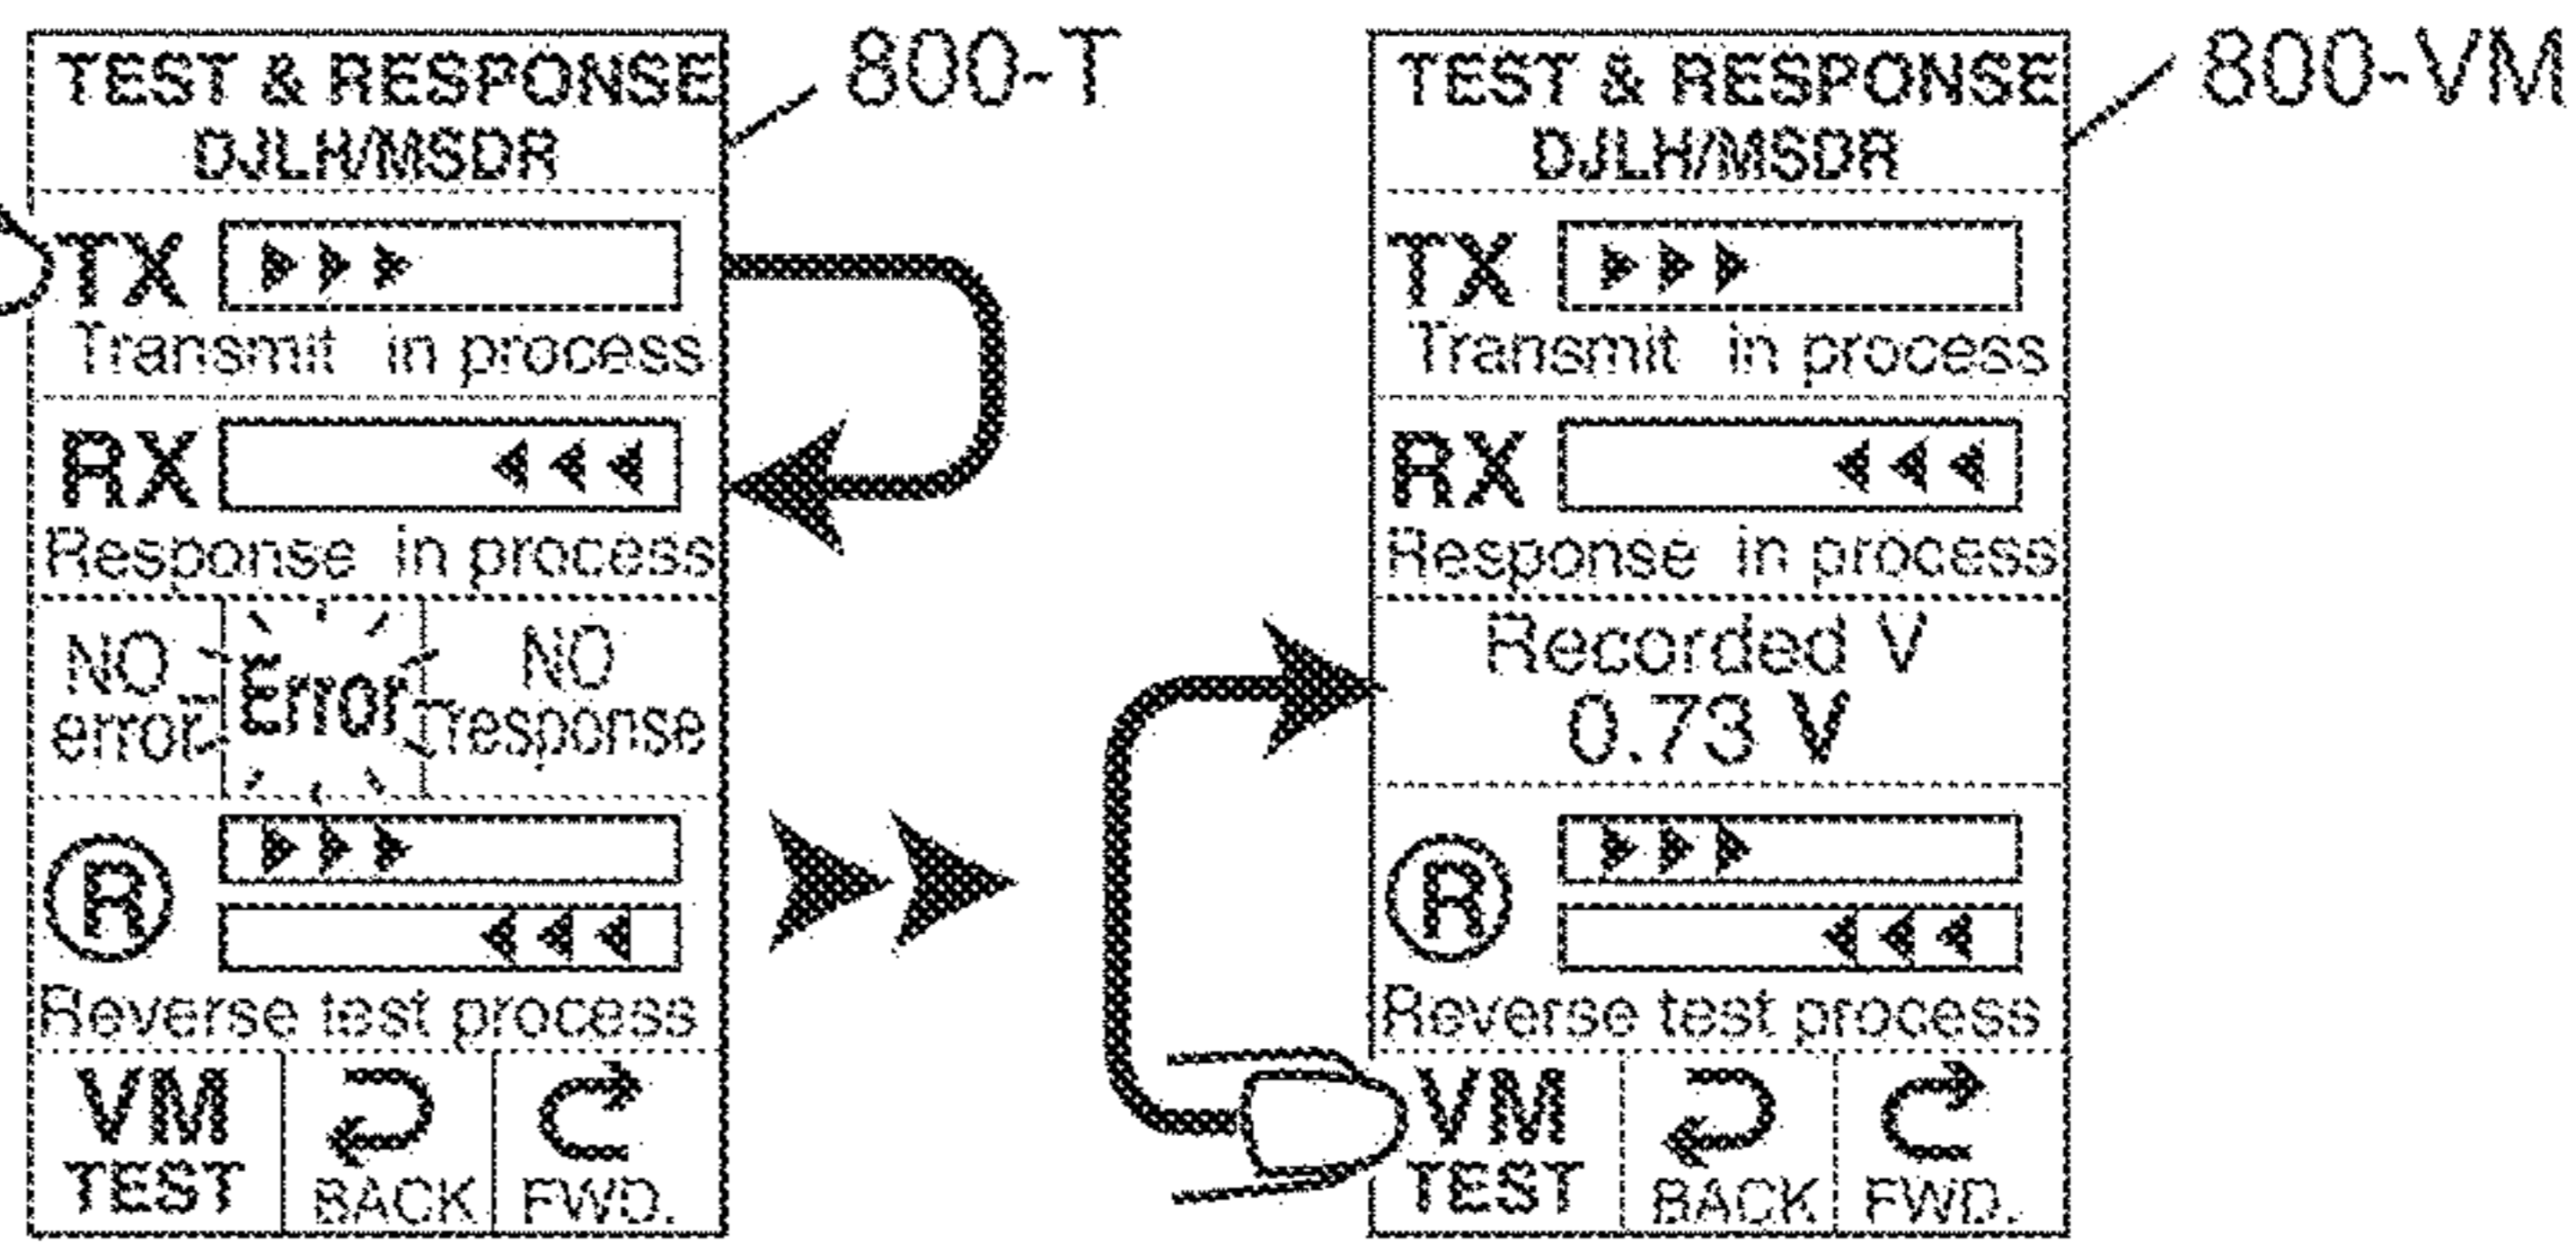 800-T
TEST & RESPONSE
DJLH/MSDR
TX
Transmit in process
RX
Response in process
NO error
Error
NO response
R
Reverse test process
VM TEST
BACK
FWD.
800-VM
TEST & RESPONSE
DJLH/MSDR
TX
Transmit in process
RX
Response in process
Recorded V
0.73 V
R
Reverse test process
VM TEST
BACK
FWD.